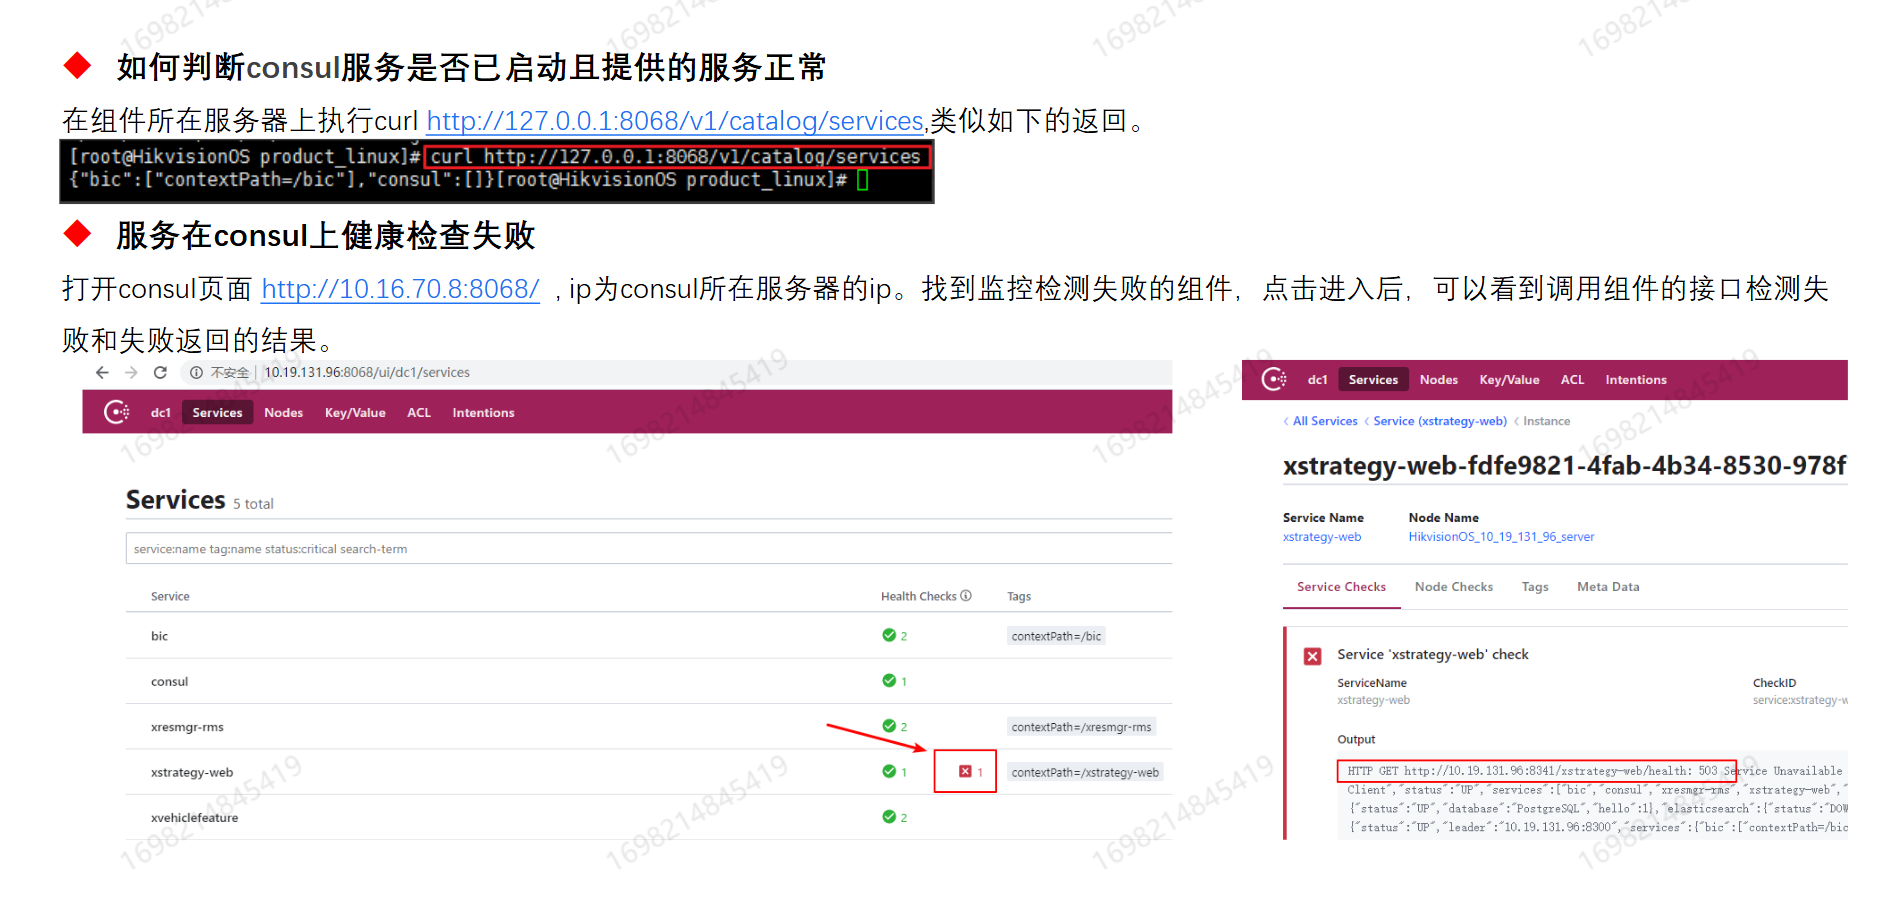 如何判断consul服务是否已启动且提供的服务正常
在组件所在服务器上执行curl http://127.0.0.1:8068/v1/catalog/services,类似如下的返回。
[root@HikvisionOS product_linux]# curl http://127.0.0.1:8068/v1/catalog/services
{"bic":["contextPath=/bic"],"consul":[]}[root@HikvisionOS product_linux]#
服务在consul上健康检查失败
打开consul页面 http://10.16.70.8:8068/ , ip为consul所在服务器的ip。找到监控检测失败的组件，点击进入后，可以看到调用组件的接口检测失
败和失败返回的结果。
不安全 | 10.19.131.96:8068/ui/dc1/services
dc1 Services Nodes Key/Value ACL Intentions
Services 5 total
service:name tag:name status:critical search-term
Service Health Checks Tags
bic 2 contextPath=/bic
consul 1
xresmgr-rms 2 contextPath=/xresmgr-rms
xstrategy-web 1 1 contextPath=/xstrategy-web
xvehiclefeature 2
dc1 Services Nodes Key/Value ACL Intentions
All Services Service (xstrategy-web) Instance
xstrategy-web-fdfe9821-4fab-4b34-8530-978f
Service Name Node Name
xstrategy-web HikvisionOS_10_19_131_96_server
Service Checks Node Checks Tags Meta Data
Service 'xstrategy-web' check
ServiceName CheckID
xstrategy-web service:xstrategy-w
Output
HTTP GET http://10.19.131.96:8341/xstrategy-web/health: 503 Service Unavailable
Client","status":"UP","services":["bic","consul","xresmgr-rms","xstrategy-web","
{"status":"UP","database":"PostgreSQL","hello":1},"elasticsearch":{"status":"DOW
{"status":"UP","leader":"10.19.131.96:8300","services":{"bic":["contextPath=/bic
1698214845419